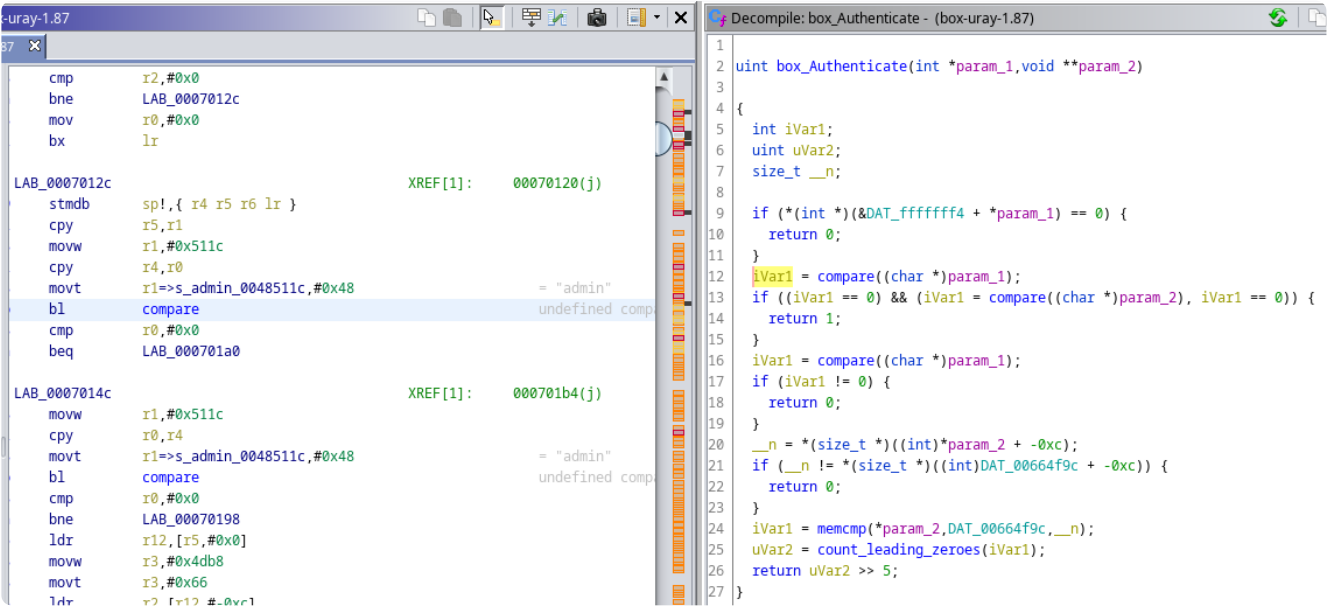 -uray-1.87
87
cmp r2,#0x0
bne LAB_0007012c
mov r0,#0x0
bx lr
LAB_0007012c XREF[1]: 00070120(j)
stmdb sp!,{ r4 r5 r6 lr }
cpy r5,r1
movw r1,#0x511c
cpy r4,r0
movt r1=>s_admin_0048511c,#0x48 = "admin"
bl compare undefined compa
cmp r0,#0x0
beq LAB_000701a0
LAB_0007014c XREF[1]: 000701b4(j)
movw r1,#0x511c
cpy r0,r4
movt r1=>s_admin_0048511c,#0x48 = "admin"
bl compare undefined compa
cmp r0,#0x0
bne LAB_00070198
ldr r12,[r5,#0x0]
movw r3,#0x4db8
movt r3,#0x66
ldr r2,[r12,#-0xc]
Decompile: box_Authenticate - (box-uray-1.87)
1
2 uint box_Authenticate(int *param_1,void **param_2)
3
4 {
5 int iVar1;
6 uint uVar2;
7 size_t __n;
8
9 if (*(int *)(&DAT_fffffff4 + *param_1) == 0) {
10 return 0;
11 }
12 iVar1 = compare((char *)param_1);
13 if ((iVar1 == 0) && (iVar1 = compare((char *)param_2), iVar1 == 0)) {
14 return 1;
15 }
16 iVar1 = compare((char *)param_1);
17 if (iVar1 != 0) {
18 return 0;
19 }
20 __n = *(size_t *)((int)*param_2 + -0xc);
21 if (__n != *(size_t *)((int)DAT_00664f9c + -0xc)) {
22 return 0;
23 }
24 iVar1 = memcmp(*param_2,DAT_00664f9c,__n);
25 uVar2 = count_leading_zeroes(iVar1);
26 return uVar2 >> 5;
27 }